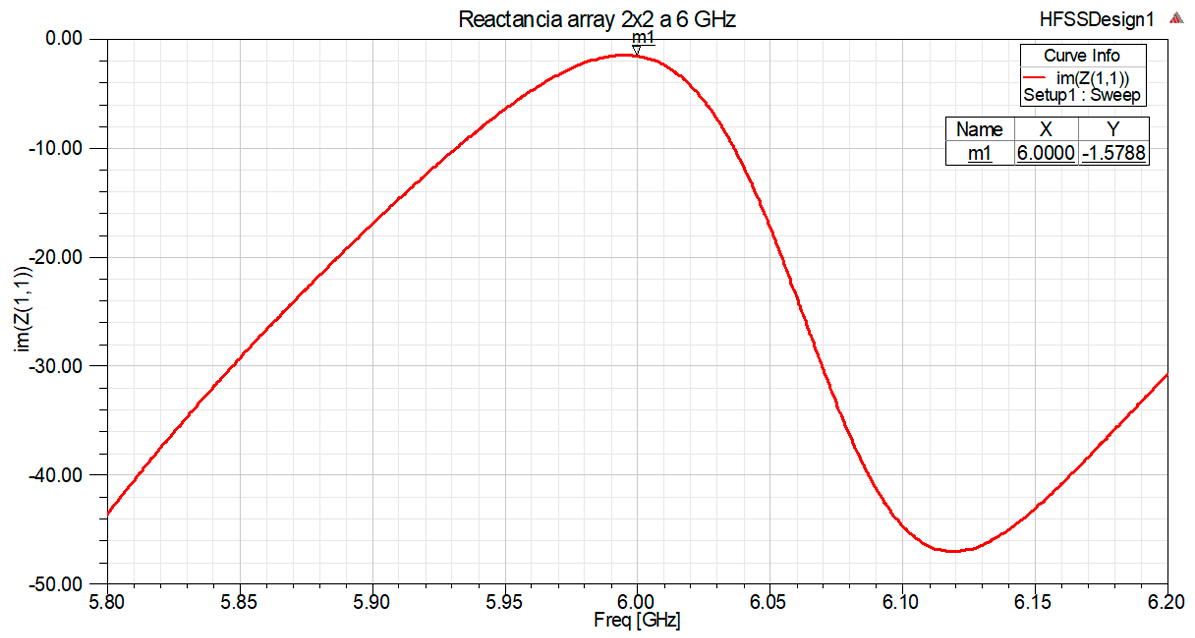 Reactancia array 2x2 a 6 GHz
HFSSDesign1
m1
Curve Info
im(Z(1,1))
Setup1 : Sweep
Name X Y
m1 6.0000 -1.5788
im(Z(1,1))
0.00
-10.00
-20.00
-30.00
-40.00
-50.00
5.80 5.85 5.90 5.95 6.00 6.05 6.10 6.15 6.20
Freq [GHz]